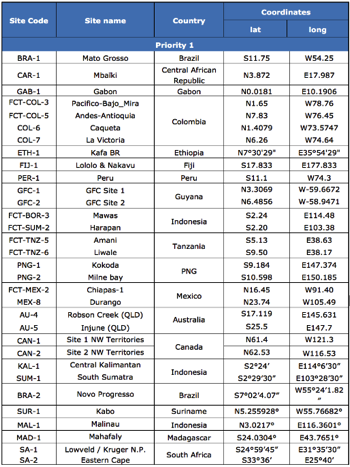 Site Code Site name Country Coordinates
lat long
Priority 1
BRA-1 Mato Grosso Brazil S11.75 W54.25
CAR-1 Mbaiki Central African Republic N3.872 E17.987
GAB-1 Gabon Gabon N0.0181 E10.1906
FCT-COL-3 Pacifico-Bajo_Mira Colombia N1.65 W78.76
FCT-COL-5 Andes-Antioquia N7.83 W76.45
COL-6 Caqueta N1.4079 W73.5747
COL-7 La Victoria N6.26 W74.64
ETH-1 Kafa BR Ethiopia N7°30'29" E35°54'29"
FIJ-1 Lololo & Nakavu Fiji S17.833 E177.833
PER-1 Peru Peru S11.1 W74.3
GFC-1 GFC Site 1 Guyana N3.3069 W-59.6672
GFC-2 GFC Site 2 N6.4856 W-58.9471
FCT-BOR-3 Mawas Indonesia S2.24 E114.48
FCT-SUM-2 Harapan S2.20 E103.38
FCT-TNZ-5 Amani Tanzania S5.13 E38.63
FCT-TNZ-6 Liwale S9.50 E38.17
PNG-1 Kokoda PNG S9.184 E147.374
PNG-2 Milne bay S10.598 E150.185
FCT-MEX-2 Chiapas-1 Mexico N16.45 W91.40
MEX-8 Durango N23.74 W105.49
AU-4 Robson Creek (QLD) Australia S17.119 E145.631
AU-5 Injune (QLD) S25.5 E147.7
CAN-1 Site 1 NW Territories Canada N61.4 W121.3
CAN-2 Site 2 NW Territories N62.53 W116.53
KAL-1 Central Kalimantan Indonesia S2°24' E114°6'30"
SUM-1 South Sumatra S2°29'30" E103°28'30"
BRA-2 Novo Progresso Brazil S7°02'4.07" W55°24'1.82"
SUR-1 Kabo Suriname N5.255928° W55.76682°
MAL-1 Malinau Indonesia N3.0217° E116.3601°
MAD-1 Mahafaly Madagascar S24.0304° E43.7651°
SA-1 Lowveld / Kruger N.P. South Africa S24°59'45" E31°35'30"
SA-2 Eastern Cape S33°36' E25°40'